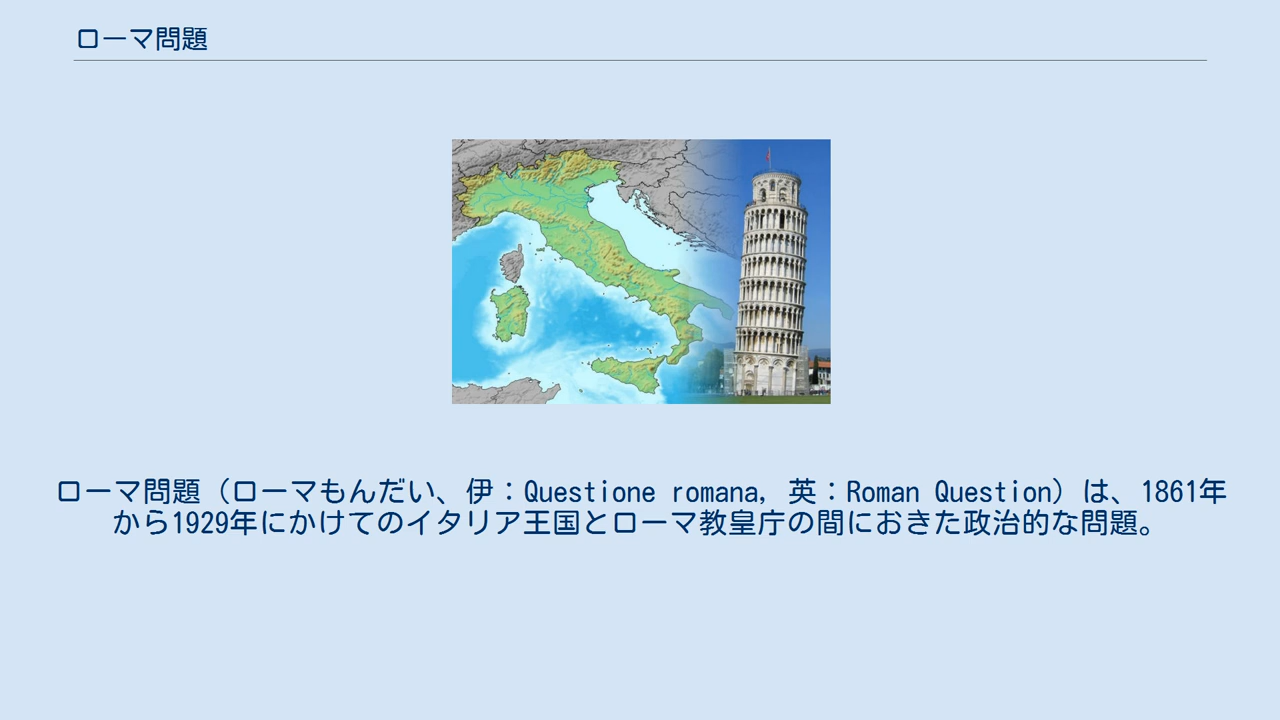 ローマ問題
ローマ問題（ローマもんだい、伊：Questione romana, 英：Roman Question）は、1861年
から1929年にかけてのイタリア王国とローマ教皇庁の間におきた政治的な問題。